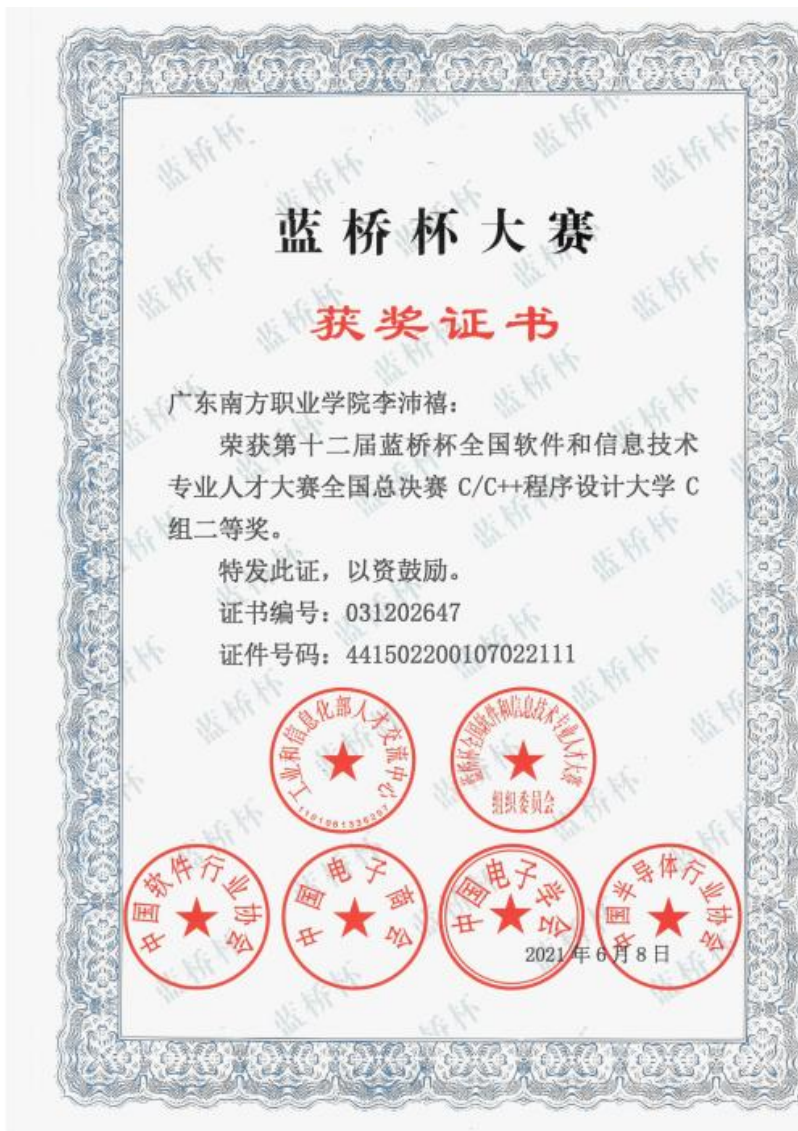 蓝桥杯大赛
获奖证书
广东南方职业学院李沛禧：
荣获第十二届蓝桥杯全国软件和信息技术
专业人才大赛全国总决赛 C/C++程序设计大学 C
组二等奖。
特发此证，以资鼓励。
证书编号：031202647
证件号码：441502200107022111
工业和信息化部人才交流中心
蓝桥杯全国软件和信息技术专业人才大赛
组织委员会
中国软件行业协会
中国电子商会
中国电子学会
中国半导体行业协会
2021 年 6 月 8 日